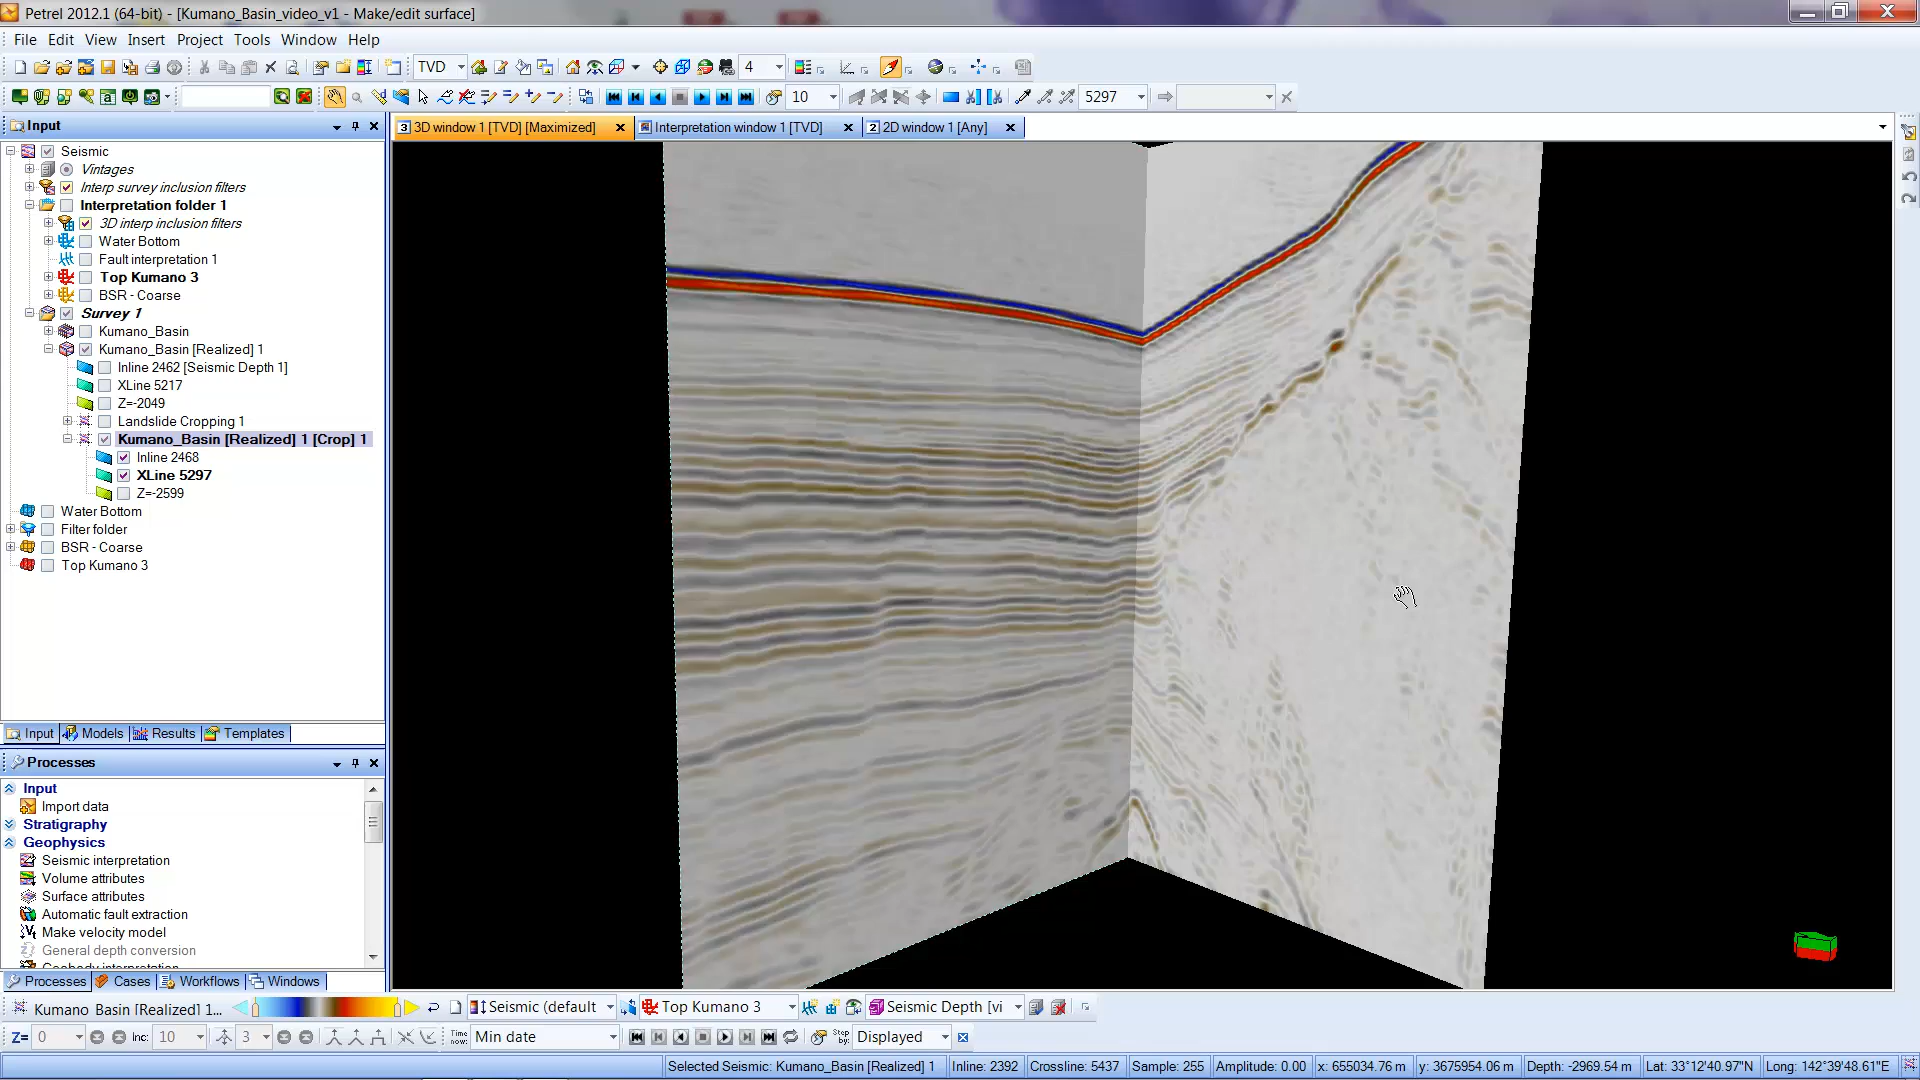 Petrel 2012.1 (64-bit) - [Kumano_Basin_video_v1 - Make/edit surface]
File Edit View Insert Project Tools Window Help
TVD 4
10 5297
Input
3 3D window 1 [TVD] [Maximized] Interpretation window 1 [TVD] 2 2D window 1 [Any]
Seismic
Vintages
Interp survey inclusion filters
Interpretation folder 1
3D interp inclusion filters
Water Bottom
Fault interpretation 1
Top Kumano 3
BSR - Coarse
Survey 1
Kumano_Basin
Kumano_Basin [Realized] 1
Inline 2462 [Seismic Depth 1]
XLine 5217
Z=-2049
Landslide Cropping 1
Kumano_Basin [Realized] 1 [Crop] 1
Inline 2468
XLine 5297
Z=-2599
Water Bottom
Filter folder
BSR - Coarse
Top Kumano 3
Input Models Results Templates
Processes
Input
Import data
Stratigraphy
Geophysics
Seismic interpretation
Volume attributes
Surface attributes
Automatic fault extraction
Make velocity model
General depth conversion
Processes Cases Workflows Windows
Kumano Basin [Realized] 1... Seismic (default Top Kumano 3 Seismic Depth [vi
Z= 0 Inc: 10 3 Time now: Min date Step by: Displayed
Selected Seismic: Kumano_Basin [Realized] 1 Inline: 2392 Crossline: 5437 Sample: 255 Amplitude: 0.00 x: 655034.76 m y: 3675954.06 m Depth: -2969.54 m Lat: 33°12'40.97"N Long: 142°39'48.61"E